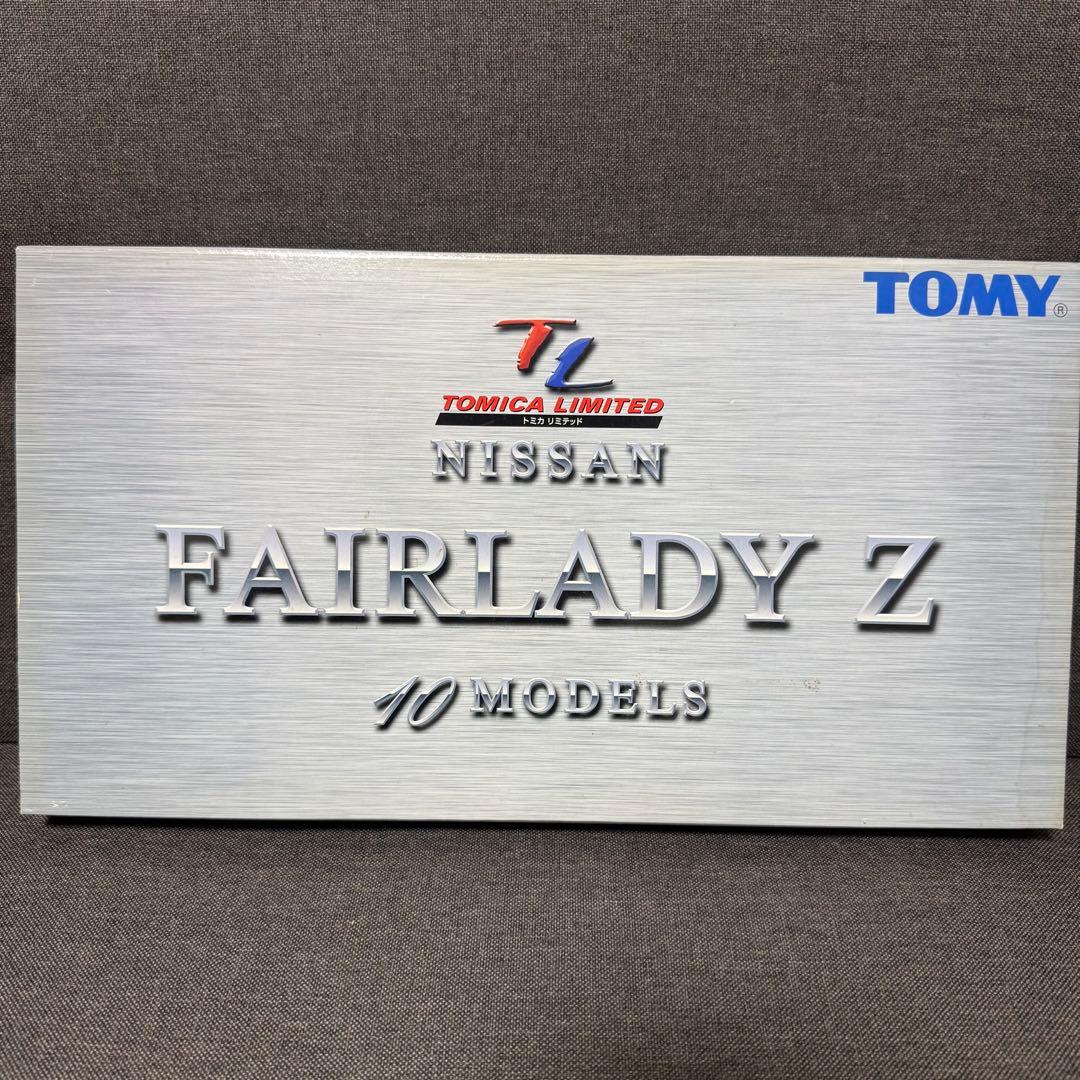 TOMY®
TL
TOMICA LIMITED
トミカ リミテッド
NISSAN
FAIRLADY Z
10 MODELS